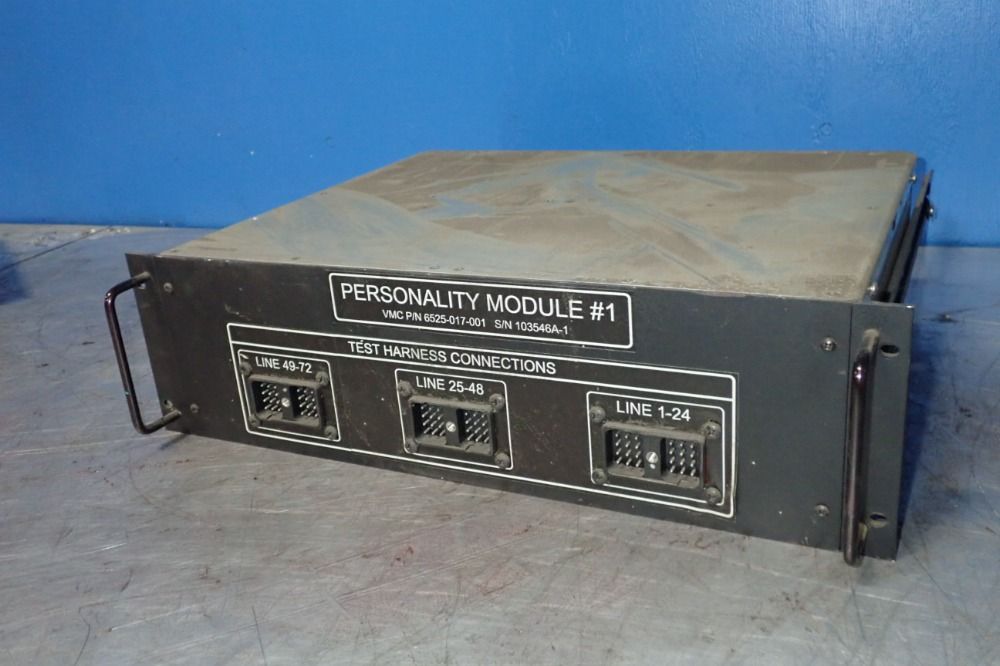 PERSONALITY MODULE #1
VMC P/N 6525-017-001 S/N 103546A-1
TEST HARNESS CONNECTIONS
LINE 49-72
LINE 25-48
LINE 1-24